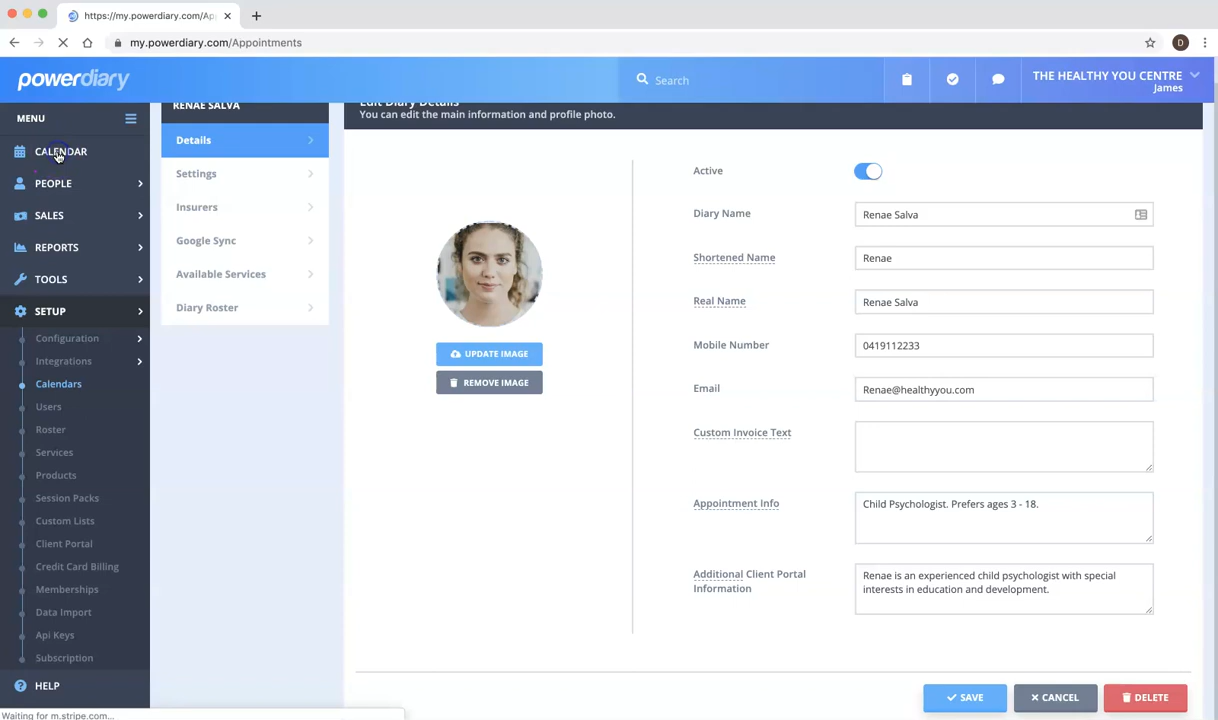 https://my.powerdiary.com/Ap
my.powerdiary.com/Appointments
D
powerdiary
Search
THE HEALTHY YOU CENTRE
James
MENU
CALENDAR
PEOPLE
SALES
REPORTS
TOOLS
SETUP
Configuration
Integrations
Calendars
Users
Roster
Services
Products
Session Packs
Custom Lists
Client Portal
Credit Card Billing
Memberships
Data Import
Api Keys
Subscription
HELP
Waiting for m.stripe.com...
RENAE SALVA
Details
Settings
Insurers
Google Sync
Available Services
Diary Roster
Edit Diary Details
You can edit the main information and profile photo.
UPDATE IMAGE
REMOVE IMAGE
Active
Diary Name
Renae Salva
Shortened Name
Renae
Real Name
Renae Salva
Mobile Number
0419112233
Email
Renae@healthyyou.com
Custom Invoice Text
Appointment Info
Child Psychologist. Prefers ages 3 - 18.
Additional Client Portal
Information
Renae is an experienced child psychologist with special
interests in education and development.
SAVE
CANCEL
DELETE